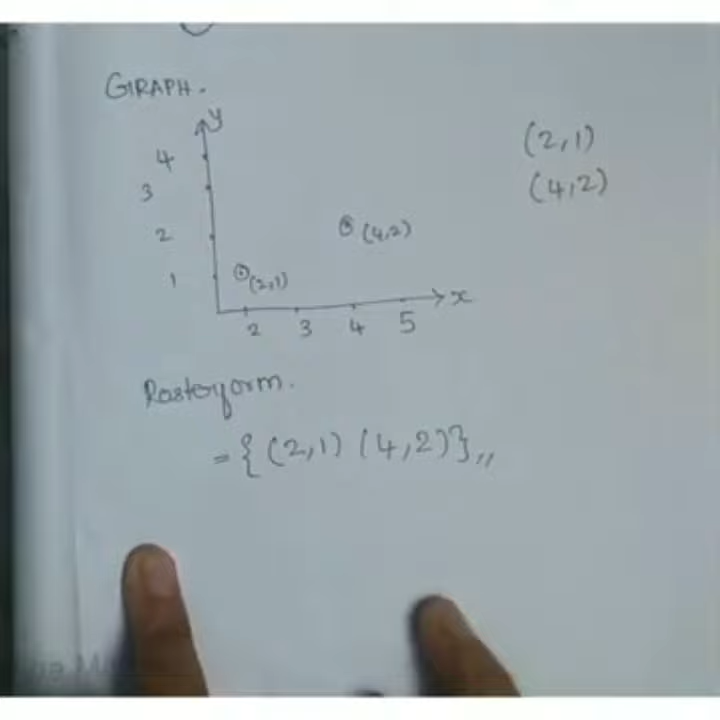 GRAPH.
y
4
3
2
1
(4,2)
(2,1)
x
2 3 4 5
(2,1)
(4,2)
Rosteryorm.
= { (2,1) (4,2) } ,,